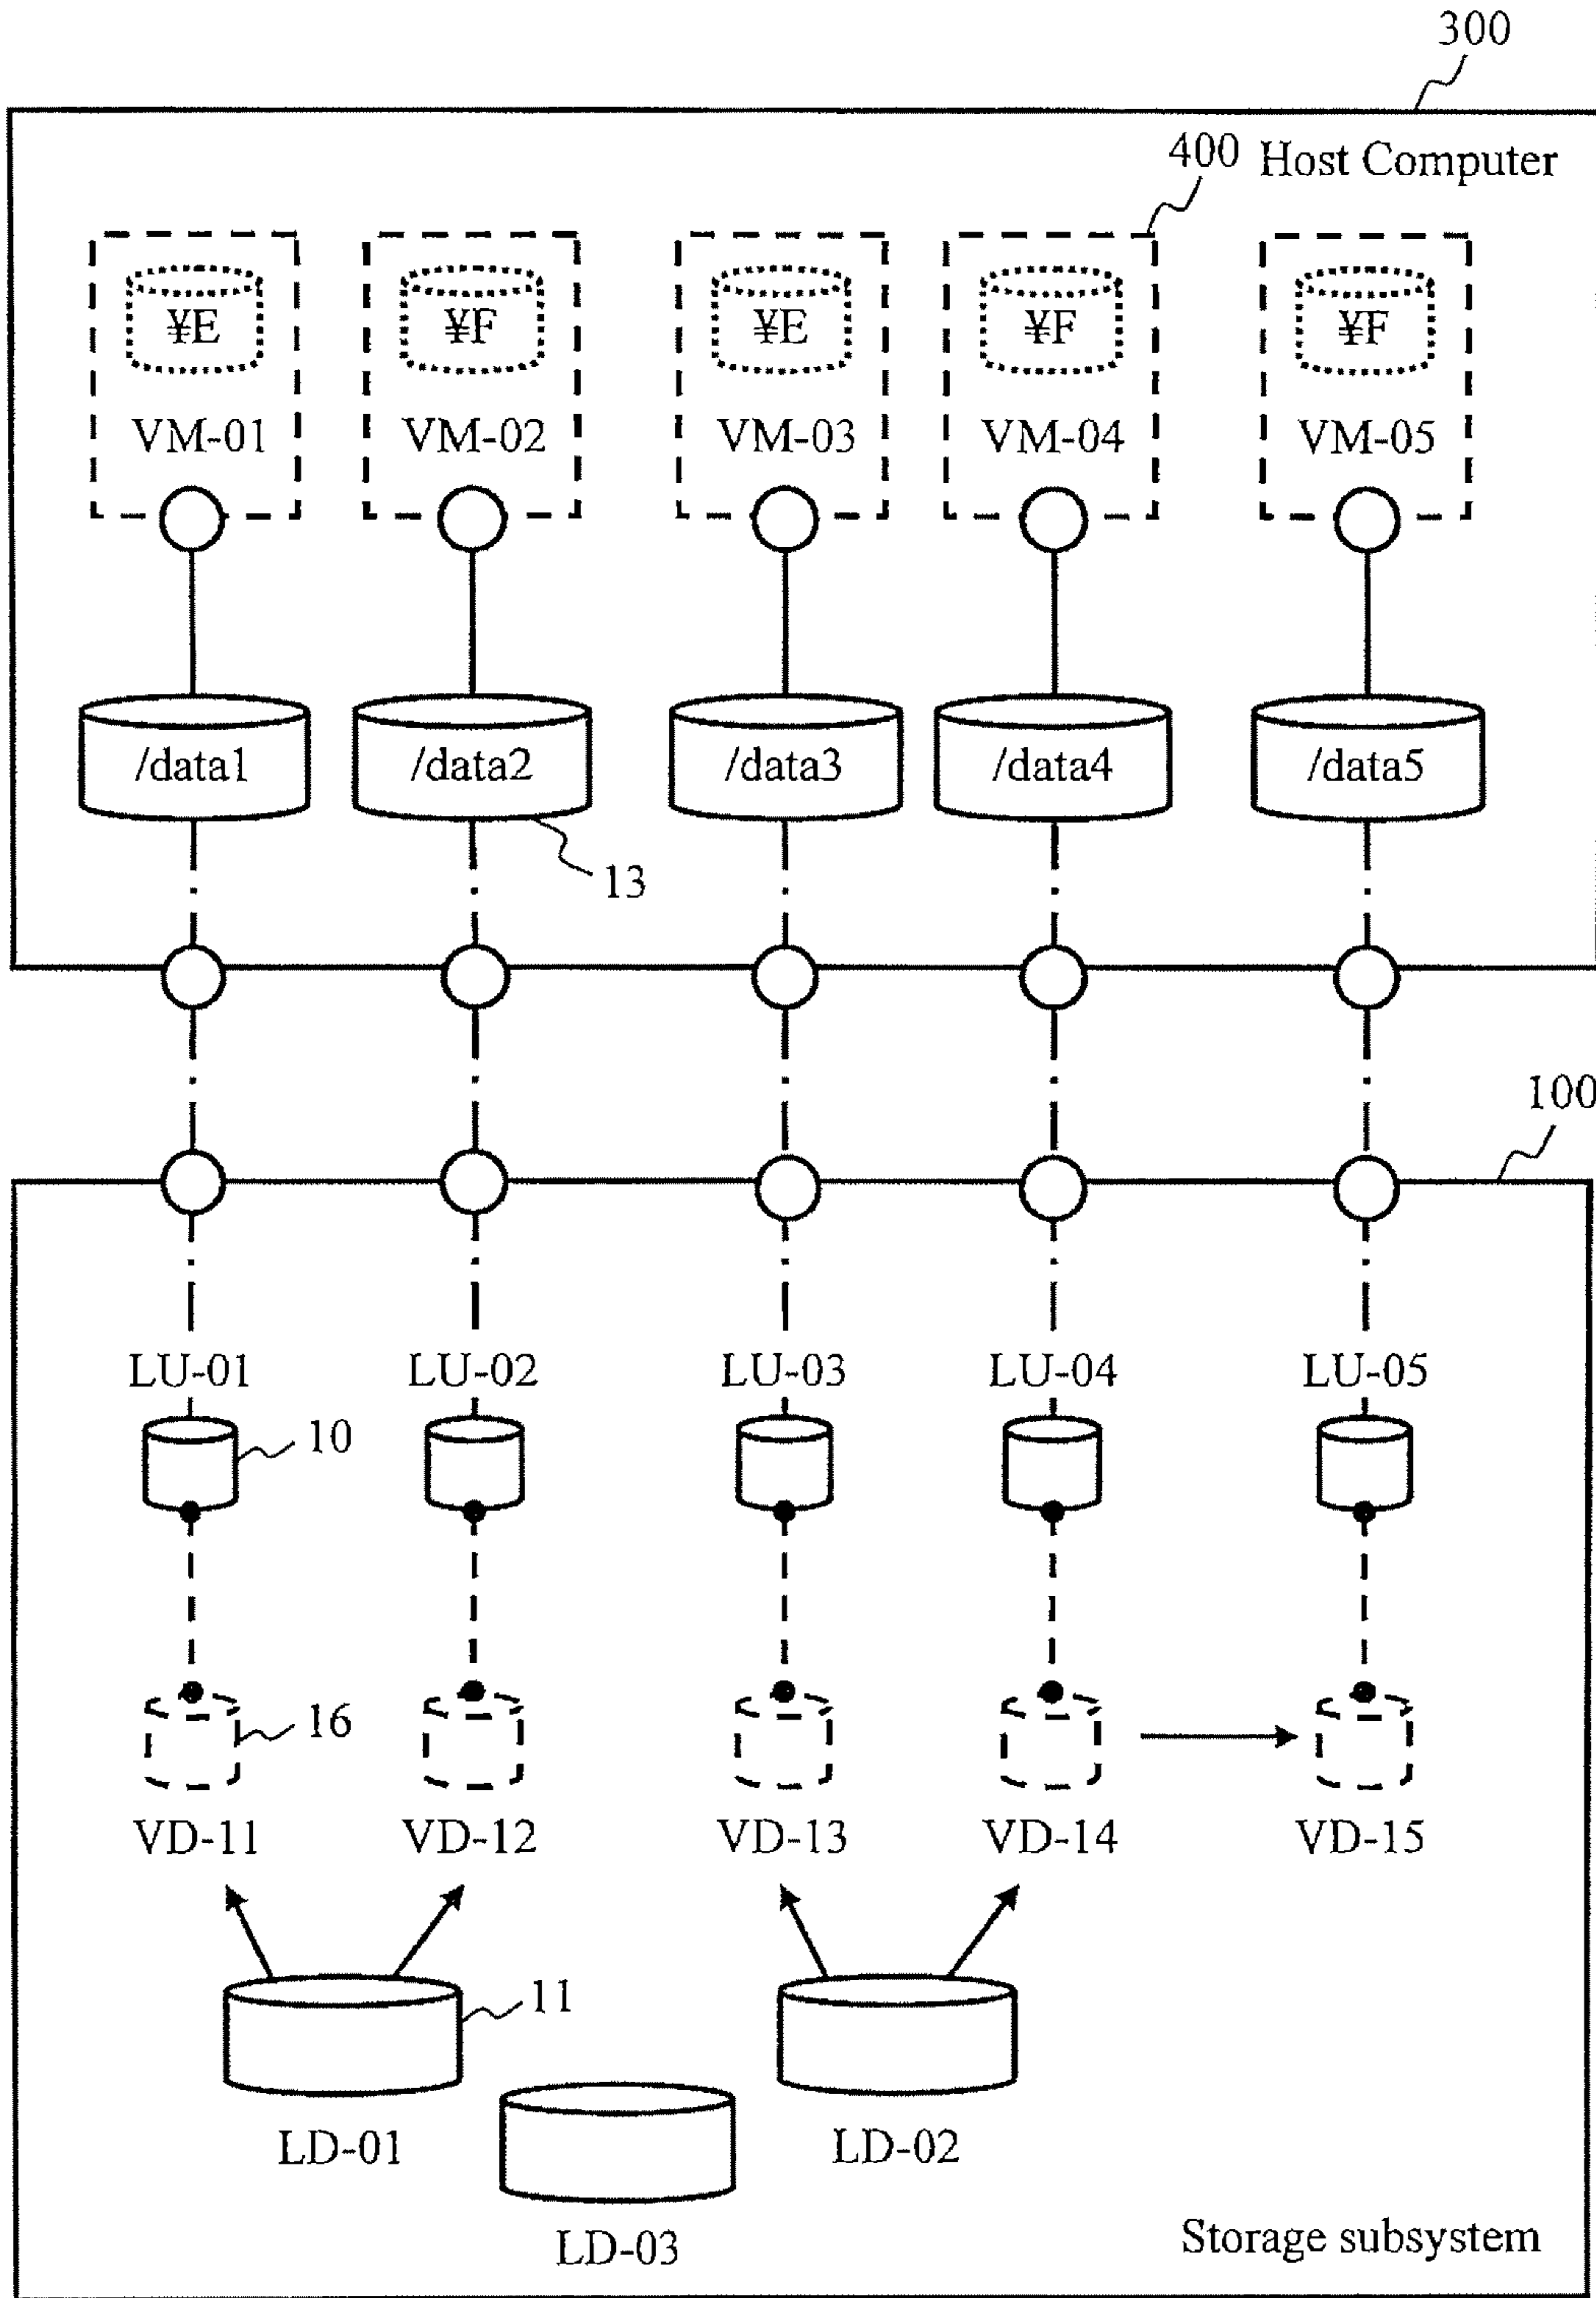 300
400 Host Computer
¥E ¥F ¥E ¥F ¥F
VM-01 VM-02 VM-03 VM-04 VM-05
/data1 /data2 /data3 /data4 /data5
13
100
LU-01 LU-02 LU-03 LU-04 LU-05
10
16
VD-11 VD-12 VD-13 VD-14 VD-15
11
LD-01 LD-02
LD-03
Storage subsystem